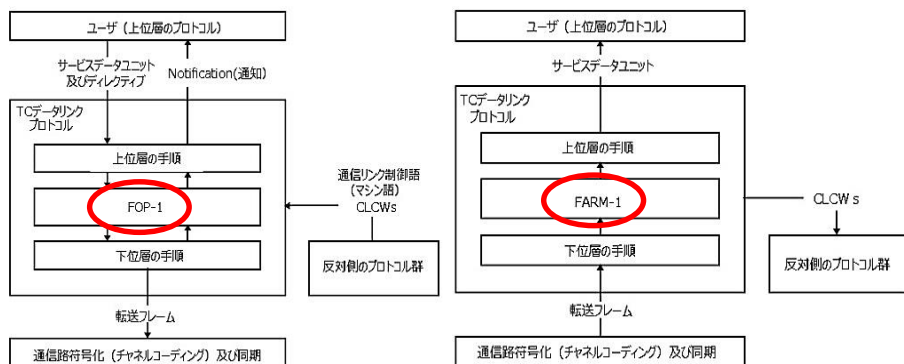 ユーザ（上位層のプロトコル）
サービスデータユニット
及びディレクティブ
Notification(通知)
TCデータリンク
プロトコル
上位層の手順
FOP-1
下位層の手順
通信リンク制御語
(マシン語)
CLCWs
反対側のプロトコル群
転送フレーム
通信路符号化（チャネルコーディング）及び同期
ユーザ（上位層のプロトコル）
サービスデータユニット
TCデータリンク
プロトコル
上位層の手順
FARM-1
下位層の手順
CLCWs
反対側のプロトコル群
転送フレーム
通信路符号化（チャネルコーディング）及び同期